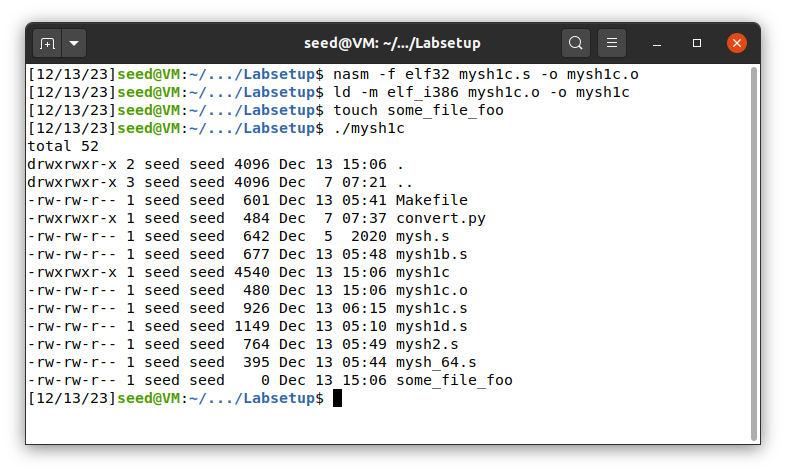 seed@VM: ~/.../Labsetup
[12/13/23]seed@VM:~/.../Labsetup$ nasm -f elf32 mysh1c.s -o mysh1c.o
[12/13/23]seed@VM:~/.../Labsetup$ ld -m elf_i386 mysh1c.o -o mysh1c
[12/13/23]seed@VM:~/.../Labsetup$ touch some_file_foo
[12/13/23]seed@VM:~/.../Labsetup$ ./mysh1c
total 52
drwxrwxr-x 2 seed seed 4096 Dec 13 15:06 .
drwxrwxr-x 3 seed seed 4096 Dec  7 07:21 ..
-rw-rw-r-- 1 seed seed  601 Dec 13 05:41 Makefile
-rwxrwxr-x 1 seed seed  484 Dec  7 07:37 convert.py
-rw-rw-r-- 1 seed seed  642 Dec  5  2020 mysh.s
-rw-rw-r-- 1 seed seed  677 Dec 13 05:48 mysh1b.s
-rwxrwxr-x 1 seed seed 4540 Dec 13 15:06 mysh1c
-rw-rw-r-- 1 seed seed  480 Dec 13 15:06 mysh1c.o
-rw-rw-r-- 1 seed seed  926 Dec 13 06:15 mysh1c.s
-rw-rw-r-- 1 seed seed 1149 Dec 13 05:10 mysh1d.s
-rw-rw-r-- 1 seed seed  764 Dec 13 05:49 mysh2.s
-rw-rw-r-- 1 seed seed  395 Dec 13 05:44 mysh_64.s
-rw-rw-r-- 1 seed seed    0 Dec 13 15:06 some_file_foo
[12/13/23]seed@VM:~/.../Labsetup$